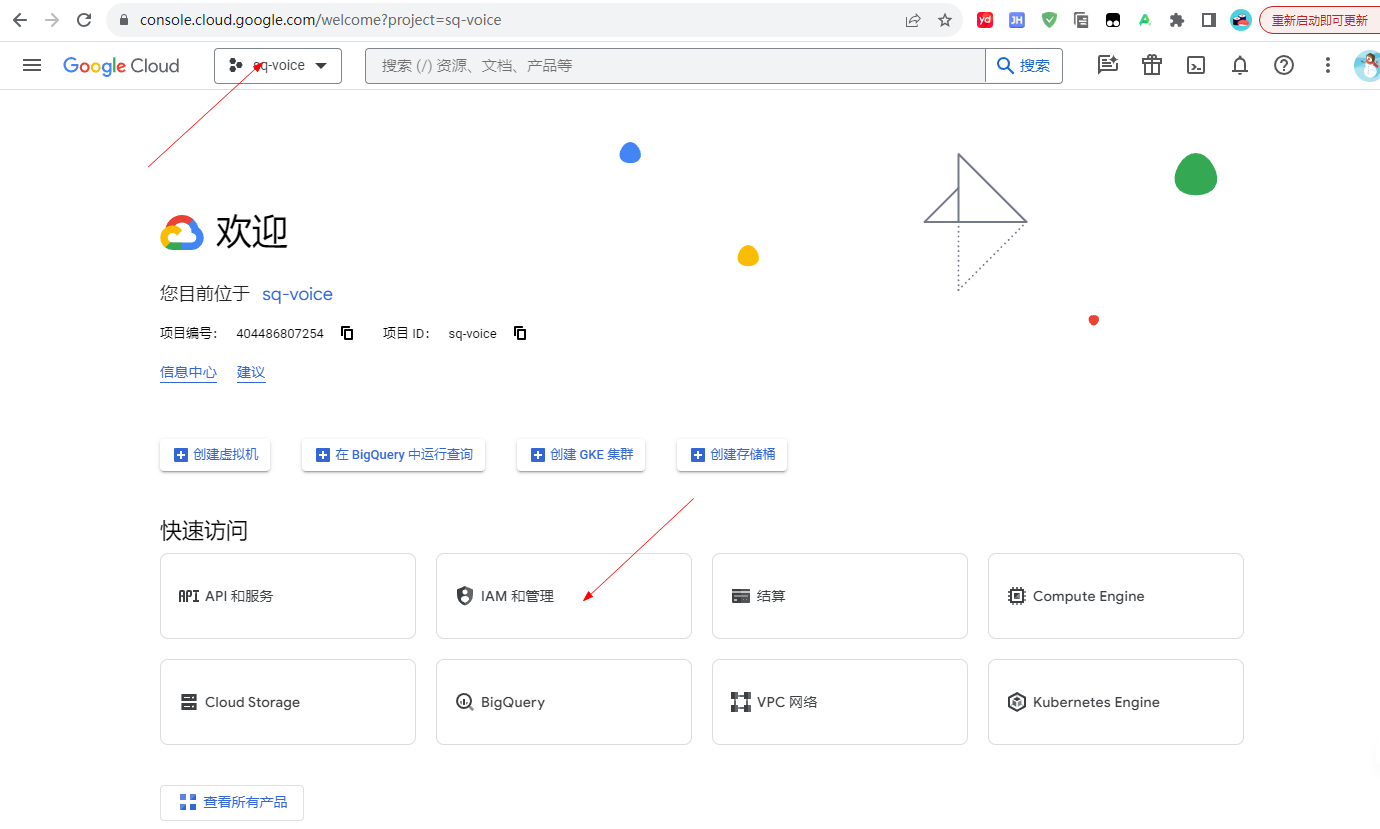 console.cloud.google.com/welcome?project=sq-voice
重新启动即可更新
Google Cloud
sq-voice
搜索 (/) 资源、文档、产品等
搜索
欢迎
您目前位于 sq-voice
项目编号： 404486807254 项目 ID： sq-voice
信息中心 建议
创建虚拟机 在 BigQuery 中运行查询 创建 GKE 集群 创建存储桶
快速访问
API API 和服务 IAM 和管理 结算 Compute Engine
Cloud Storage BigQuery VPC 网络 Kubernetes Engine
查看所有产品